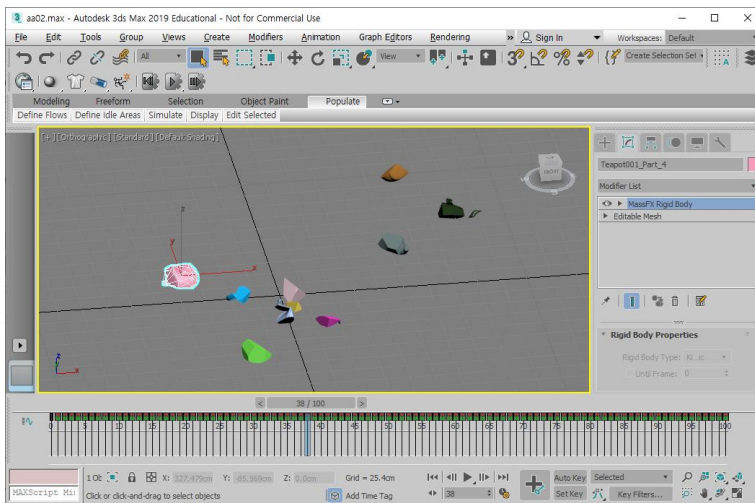 aa02.max - Autodesk 3ds Max 2019 Educational - Not for Commercial Use
File Edit Tools Group Views Create Modifiers Animation Graph Editors Rendering » Sign In Workspaces: Default
All View Create Selection Set
Modeling Freeform Selection Object Paint Populate
Define Flows Define Idle Areas Simulate Display Edit Selected
[+] [Orthographic] [Standard] [Default Shading]
FRONT
z
y
x
z
x
Teapot001_Part_4
Modifier List
MassFX Rigid Body
Editable Mesh
Rigid Body Properties
Rigid Body Type: Ki...ic
Until Frame: 0
< 38 / 100 >
0 5 10 15 20 25 30 35 40 45 50 55 60 65 70 75 80 85 90 95 100
MAXScript Mi
1 Ob X: 327.479cm Y: -85.569cm Z: 0.0cm Grid = 25.4cm
Click or click-and-drag to select objects
Add Time Tag
38
Auto Key Selected
Set Key Key Filters...